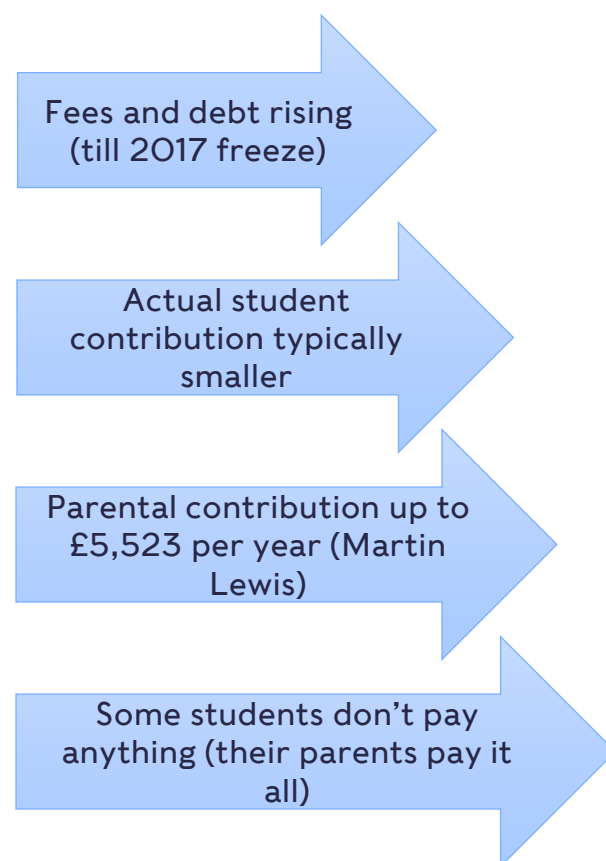 Fees and debt rising
(till 2017 freeze)
Actual student
contribution typically
smaller
Parental contribution up to
£5,523 per year (Martin
Lewis)
Some students don’t pay
anything (their parents pay it
all)